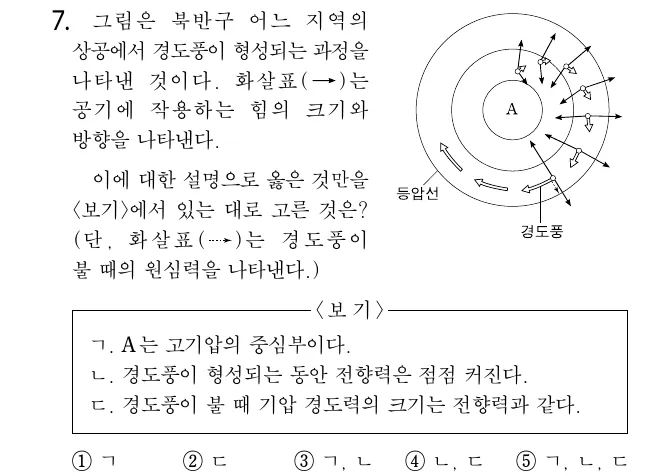 7. 그림은 북반구 어느 지역의
상공에서 경도풍이 형성되는 과정을
나타낸 것이다. 화살표(→)는
공기에 작용하는 힘의 크기와
방향을 나타낸다.
이에 대한 설명으로 옳은 것만을
〈보기〉에서 있는 대로 고른 것은?
(단, 화살표(⇢)는 경도풍이
불 때의 원심력을 나타낸다.)
A
등압선
경도풍
〈보 기〉
ㄱ. A는 고기압의 중심부이다.
ㄴ. 경도풍이 형성되는 동안 전향력은 점점 커진다.
ㄷ. 경도풍이 불 때 기압 경도력의 크기는 전향력과 같다.
① ㄱ ② ㄷ ③ ㄱ, ㄴ ④ ㄴ, ㄷ ⑤ ㄱ, ㄴ, ㄷ